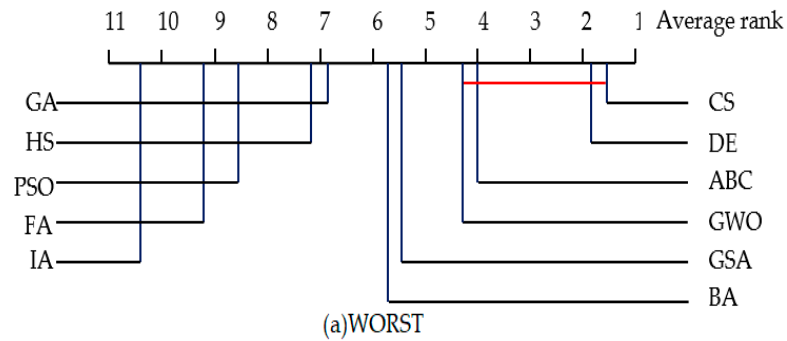 11 10 9 8 7 6 5 4 3 2 1 Average rank
GA CS
HS DE
PSO ABC
FA GWO
IA GSA
BA
(a)WORST